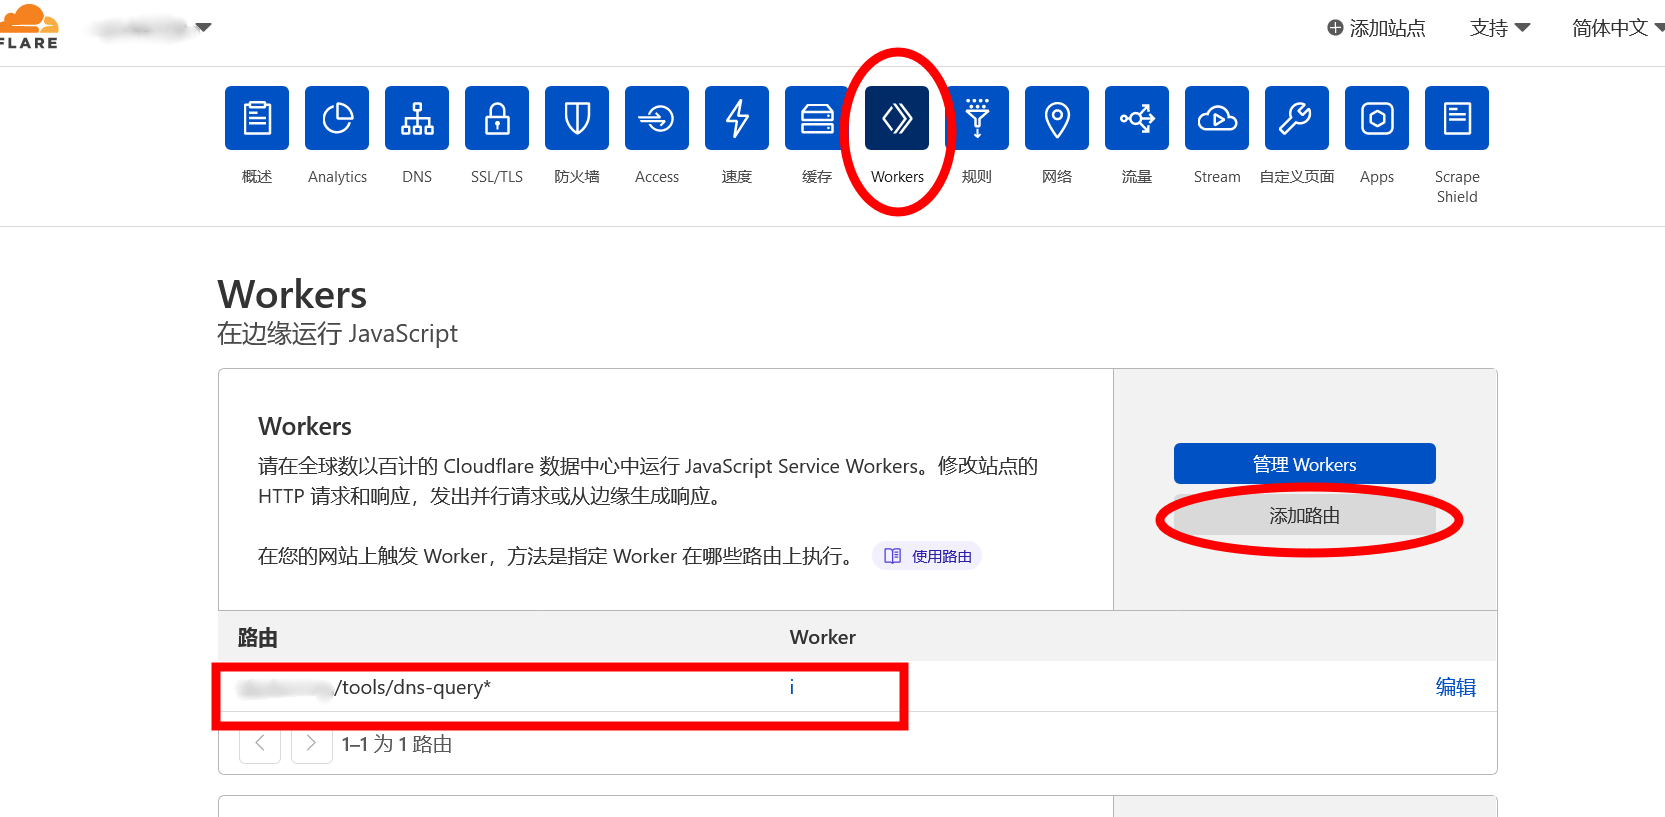 FLARE
添加站点
支持
简体中文
概述
Analytics
DNS
SSL/TLS
防火墙
Access
速度
缓存
Workers
规则
网络
流量
Stream
自定义页面
Apps
Scrape
Shield
Workers
在边缘运行 JavaScript
Workers
请在全球数以百计的 Cloudflare 数据中心中运行 JavaScript Service Workers。修改站点的
HTTP 请求和响应，发出并行请求或从边缘生成响应。
在您的网站上触发 Worker，方法是指定 Worker 在哪些路由上执行。
使用路由
管理 Workers
添加路由
路由
Worker
/tools/dns-query*
i
编辑
1–1 为 1 路由